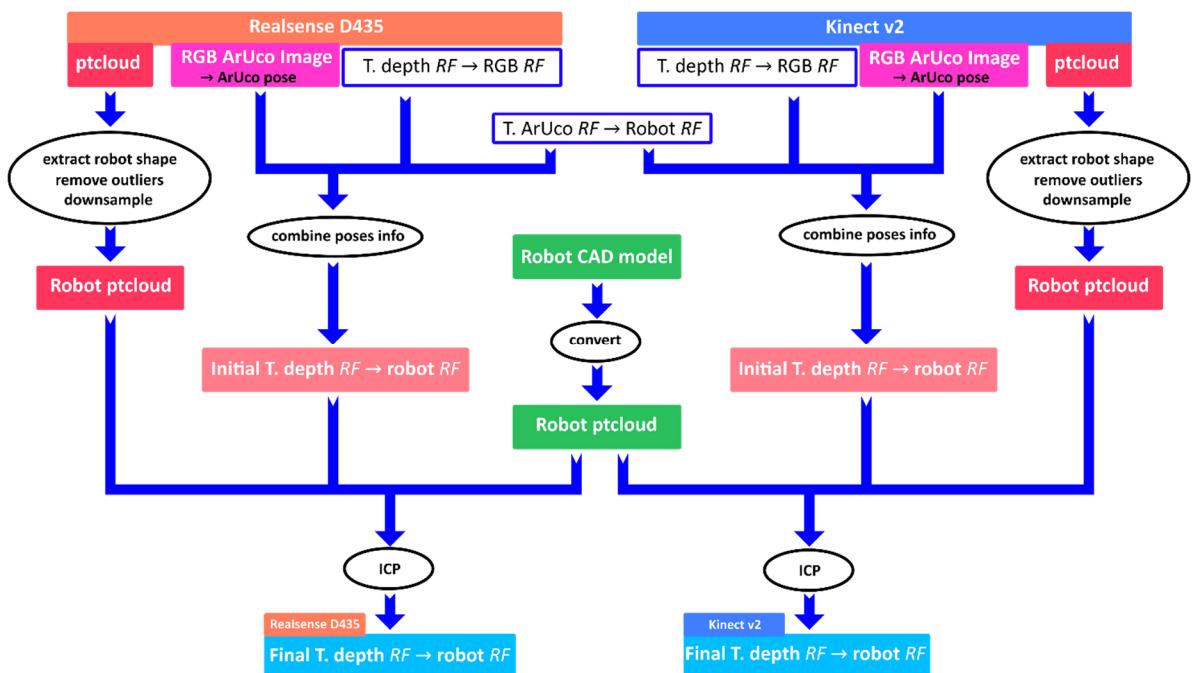 Realsense D435
Kinect v2
ptcloud
RGB ArUco Image
→ ArUco pose
T. depth RF → RGB RF
T. depth RF → RGB RF
RGB ArUco Image
→ ArUco pose
ptcloud
T. ArUco RF → Robot RF
extract robot shape
remove outliers
downsample
extract robot shape
remove outliers
downsample
combine poses info
combine poses info
Robot CAD model
Robot ptcloud
Robot ptcloud
convert
Initial T. depth RF → robot RF
Initial T. depth RF → robot RF
Robot ptcloud
ICP
ICP
Realsense D435
Final T. depth RF → robot RF
Kinect v2
Final T. depth RF → robot RF